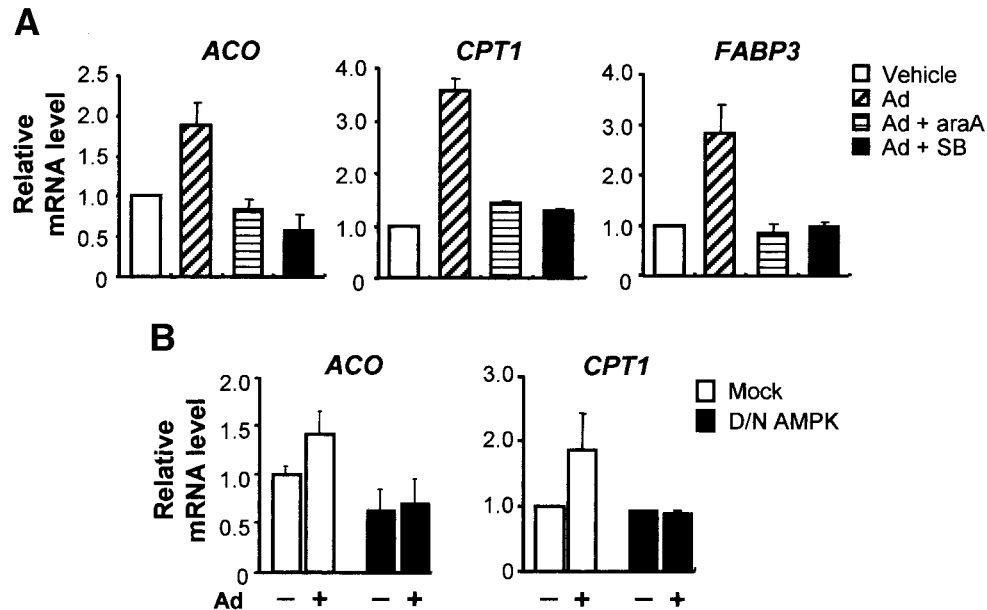 A
ACO
CPT1
FABP3
Relative
mRNA level
2.5
2.0
1.5
1.0
0.5
0
4.0
3.0
2.0
1.0
0
4.0
3.0
2.0
1.0
0
Vehicle
Ad
Ad + araA
Ad + SB
B
ACO
CPT1
Relative
mRNA level
2.0
1.5
1.0
0.5
0
3.0
2.0
1.0
0
Mock
D/N AMPK
Ad − + − + − + − +